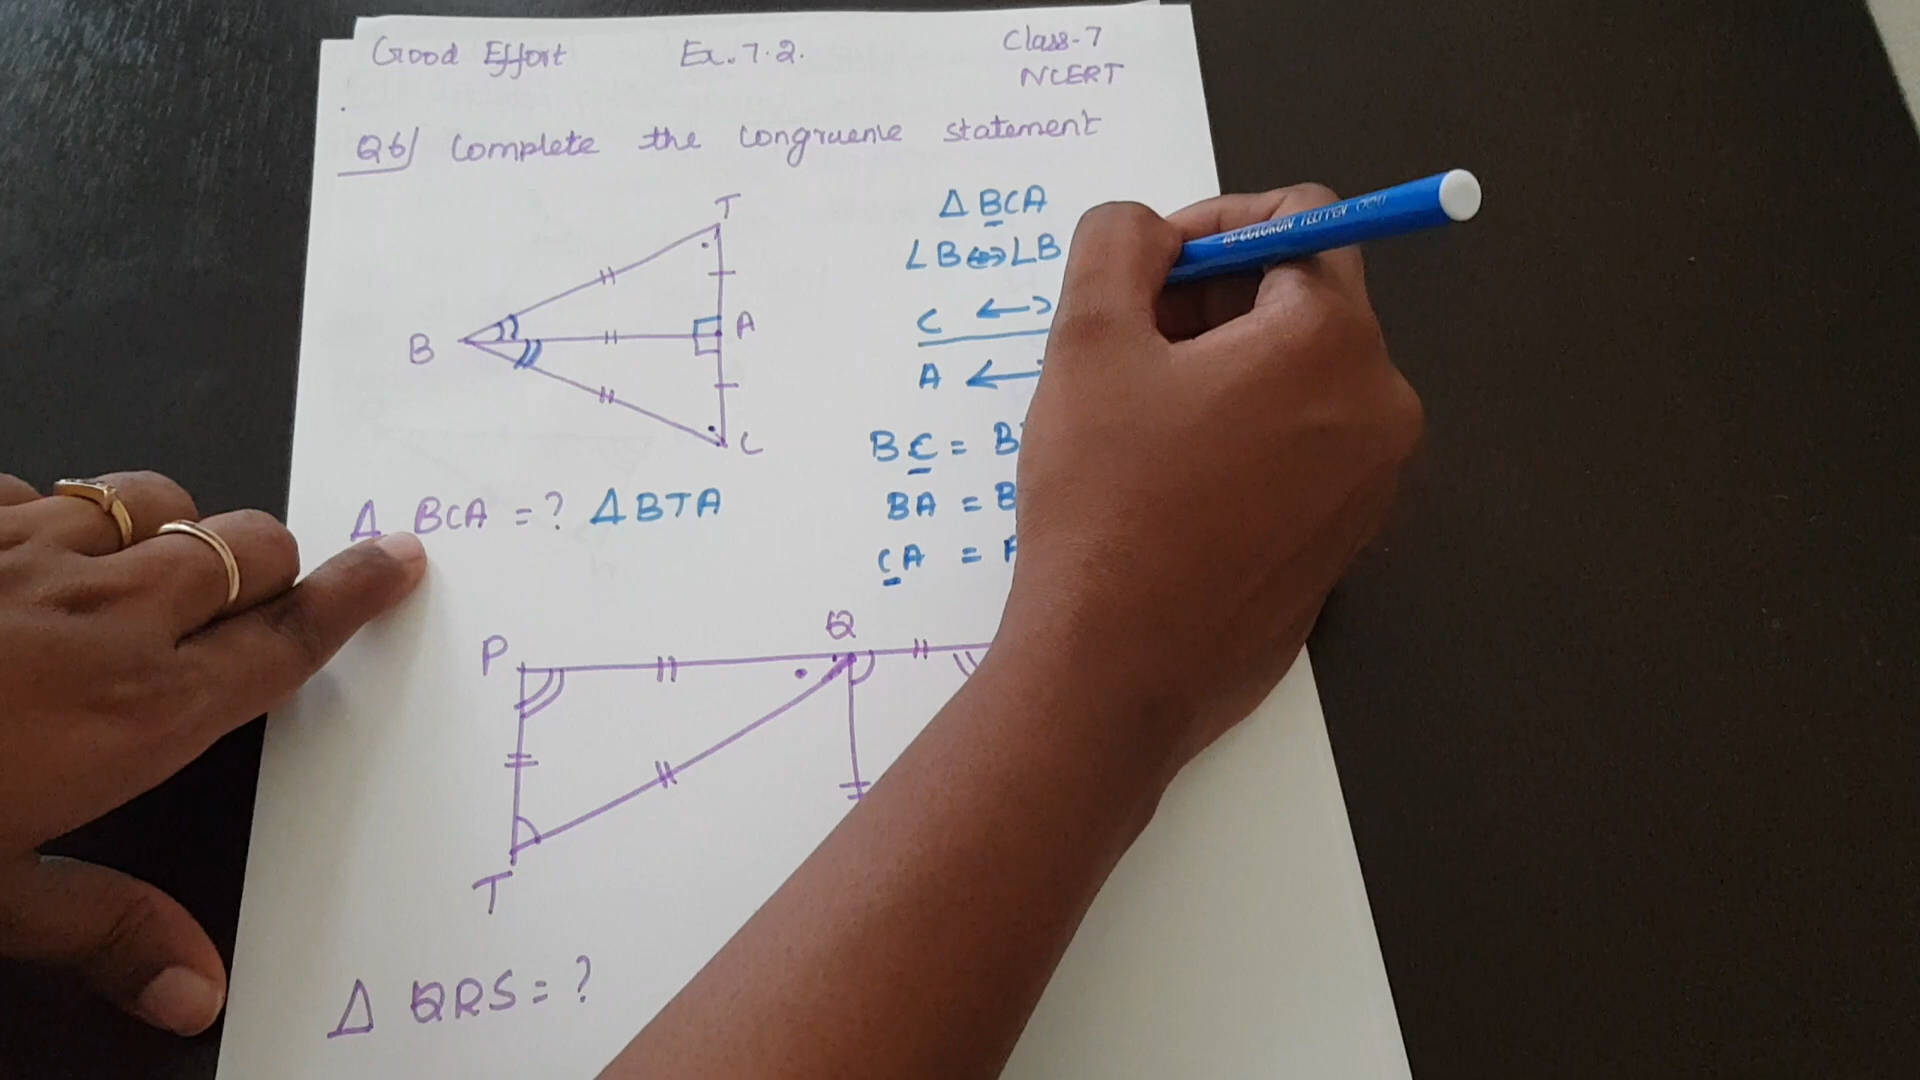 Good Effort Ex. 7.2. Class-7
NCERT
Q6) Complete the congruence statement
T
B
A
C
Δ BCA
∠B⇔∠B
C ↔
A ←
BC = B
BA = B
CA =
Δ BCA = ? Δ BTA
P
Q
T
Δ QRS = ?